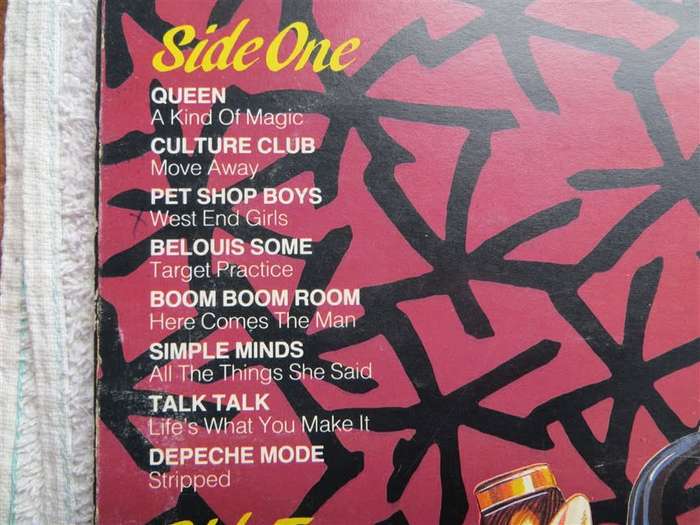 Side One
QUEEN
A Kind Of Magic
CULTURE CLUB
Move Away
PET SHOP BOYS
West End Girls
BELOUIS SOME
Target Practice
BOOM BOOM ROOM
Here Comes The Man
SIMPLE MINDS
All The Things She Said
TALK TALK
Life's What You Make It
DEPECHE MODE
Stripped